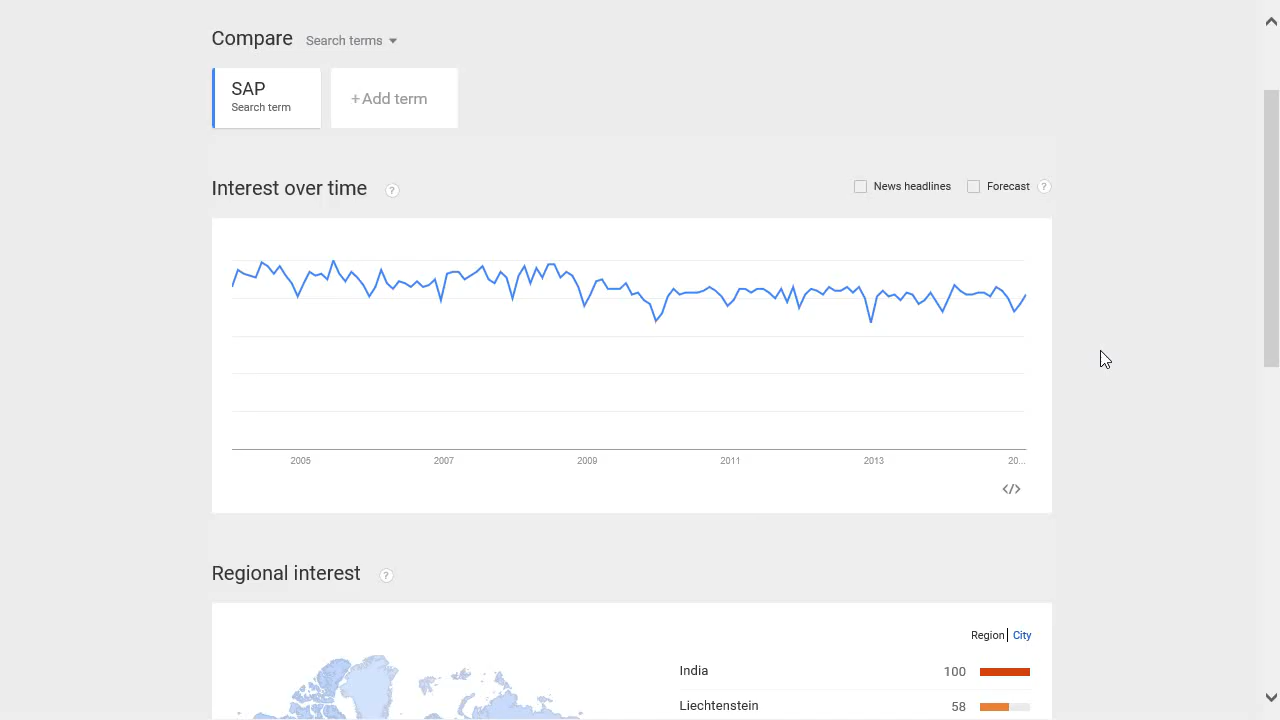 Compare Search terms
SAP
Search term
+ Add term
Interest over time ?
News headlines Forecast ?
2005 2007 2009 2011 2013 20...
</>
Regional interest ?
Region | City
India 100
Liechtenstein 58